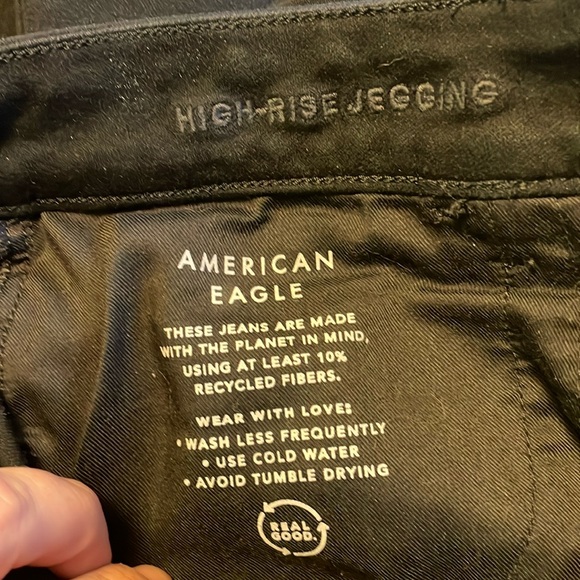 HIGH-RISE JEGGING
AMERICAN
EAGLE
THESE JEANS ARE MADE
WITH THE PLANET IN MIND,
USING AT LEAST 10%
RECYCLED FIBERS.
WEAR WITH LOVE:
• WASH LESS FREQUENTLY
• USE COLD WATER
• AVOID TUMBLE DRYING
REAL
GOOD.